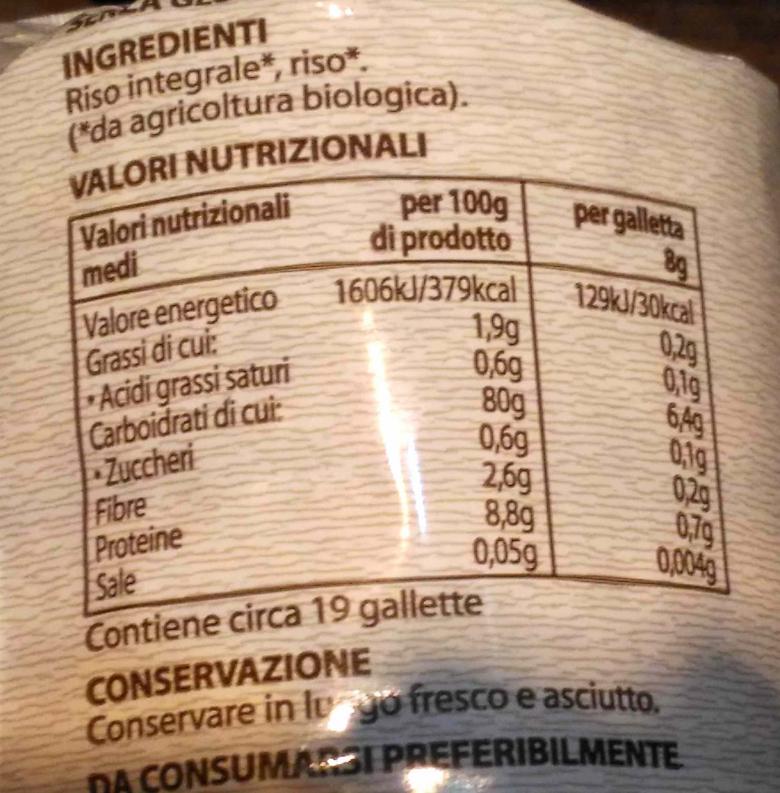 SENZA
INGREDIENTI
Riso integrale*, riso*.
(*da agricoltura biologica).
VALORI NUTRIZIONALI
Valori nutrizionali medi per 100g di prodotto per galletta 8g
Valore energetico 1606kJ/379kcal 129kJ/30kcal
Grassi di cui: 1,9g 0,2g
• Acidi grassi saturi 0,6g 0,1g
Carboidrati di cui: 80g 6,4g
• Zuccheri 0,6g 0,1g
Fibre 2,6g 0,2g
Proteine 8,8g 0,7g
Sale 0,05g 0,004g
Contiene circa 19 gallette
CONSERVAZIONE
Conservare in luogo fresco e asciutto.
DA CONSUMARSI PREFERIBILMENTE